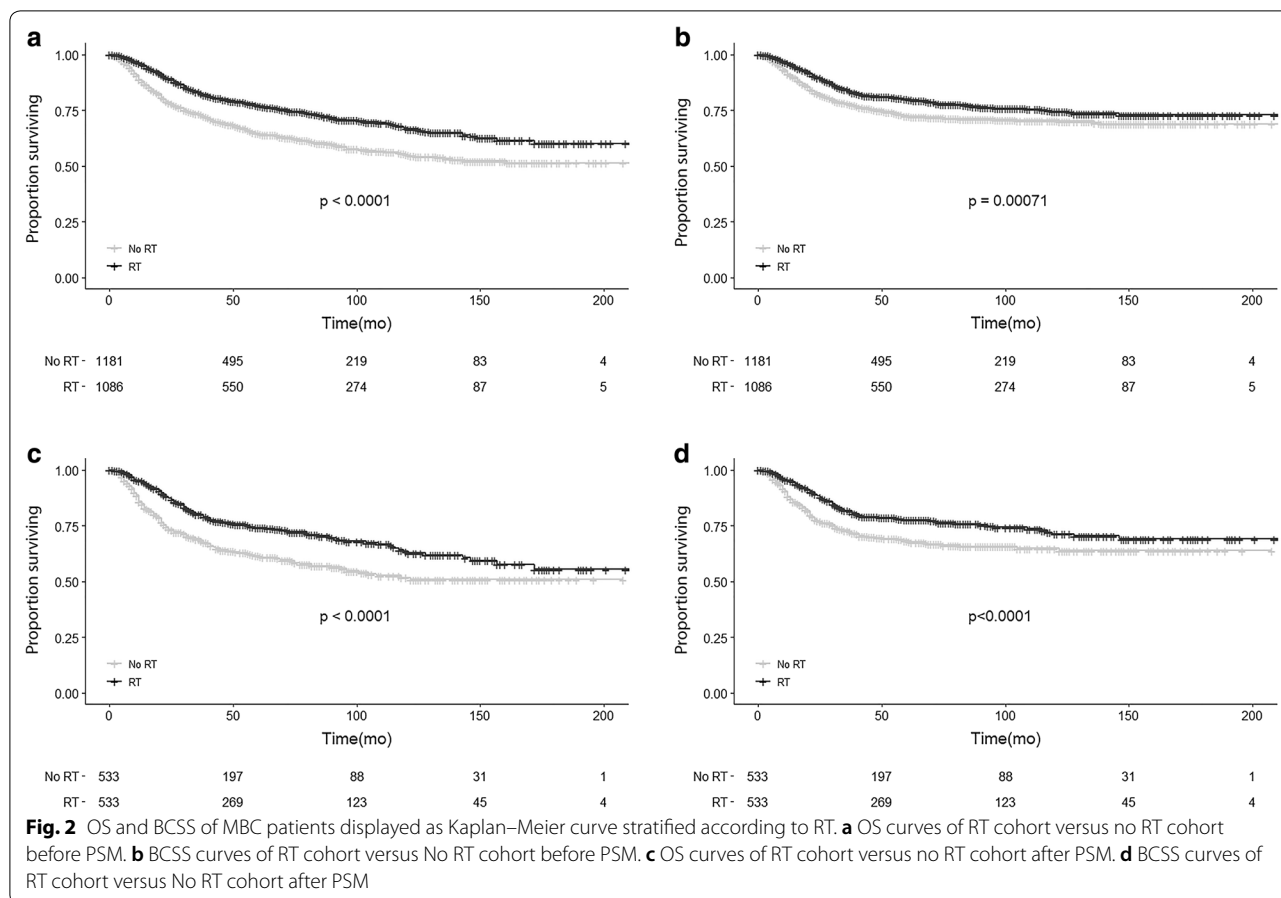 a
1.00
0.75
0.50
0.25
0.00
Proportion surviving
p < 0.0001
No RT
RT
0 50 100 150 200
Time(mo)
No RT - 1181 495 219 83 4
RT - 1086 550 274 87 5
b
1.00
0.75
0.50
0.25
0.00
Proportion surviving
p = 0.00071
No RT
RT
0 50 100 150 200
Time(mo)
No RT - 1181 495 219 83 4
RT - 1086 550 274 87 5
c
1.00
0.75
0.50
0.25
0.00
Proportion surviving
p < 0.0001
No RT
RT
0 50 100 150 200
Time(mo)
No RT - 533 197 88 31 1
RT - 533 269 123 45 4
d
1.00
0.75
0.50
0.25
0.00
Proportion surviving
p<0.0001
No RT
RT
0 50 100 150 200
Time(mo)
No RT - 533 197 88 31 1
RT - 533 269 123 45 4
Fig. 2 OS and BCSS of MBC patients displayed as Kaplan–Meier curve stratified according to RT. a OS curves of RT cohort versus no RT cohort
before PSM. b BCSS curves of RT cohort versus No RT cohort before PSM. c OS curves of RT cohort versus no RT cohort after PSM. d BCSS curves of
RT cohort versus No RT cohort after PSM